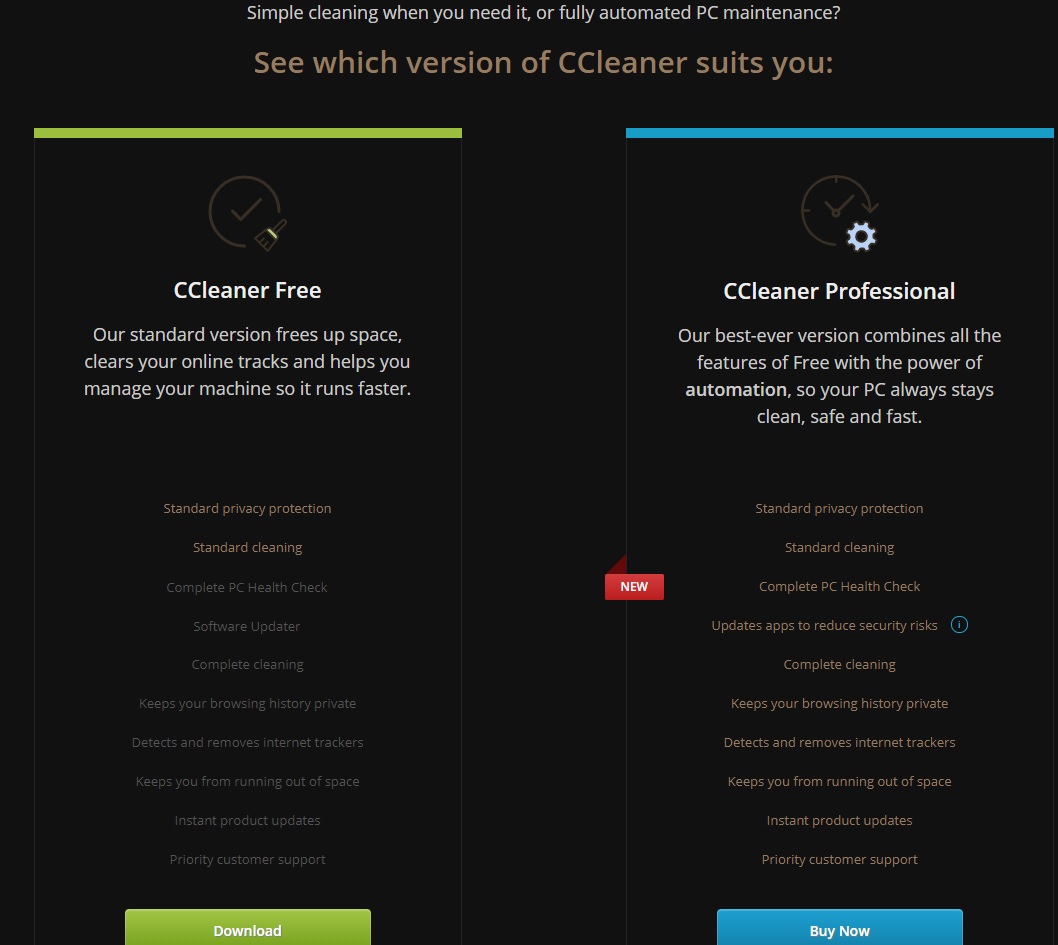 Simple cleaning when you need it, or fully automated PC maintenance?
See which version of CCleaner suits you:
CCleaner Free
Our standard version frees up space,
clears your online tracks and helps you
manage your machine so it runs faster.
Standard privacy protection
Standard cleaning
Complete PC Health Check
Software Updater
Complete cleaning
Keeps your browsing history private
Detects and removes internet trackers
Keeps you from running out of space
Instant product updates
Priority customer support
Download
CCleaner Professional
Our best-ever version combines all the
features of Free with the power of
automation, so your PC always stays
clean, safe and fast.
Standard privacy protection
Standard cleaning
NEW
Complete PC Health Check
Updates apps to reduce security risks i
Complete cleaning
Keeps your browsing history private
Detects and removes internet trackers
Keeps you from running out of space
Instant product updates
Priority customer support
Buy Now